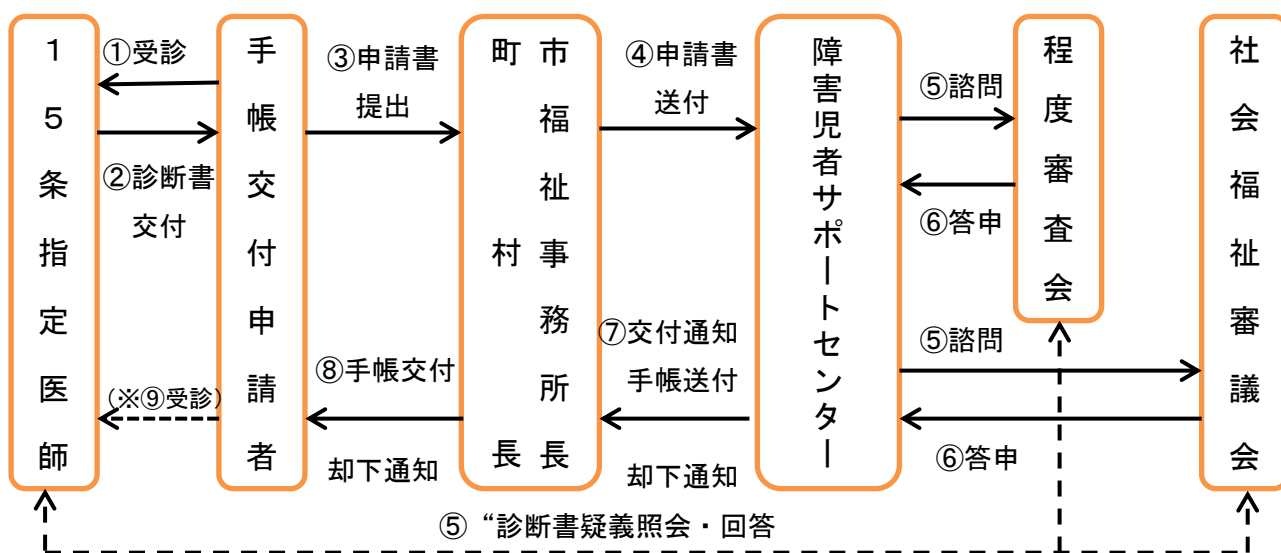 15条指定医師
①受診
②診断書
交付
(※⑨受診)
手帳交付申請者
③申請書
提出
⑧手帳交付
却下通知
市福祉事務所長
町村長
④申請書
送付
⑦交付通知
手帳送付
却下通知
障害児者サポートセンター
⑤諮問
⑥答申
程度審査会
⑤諮問
⑥答申
社会福祉審議会
⑤“診断書疑義照会・回答